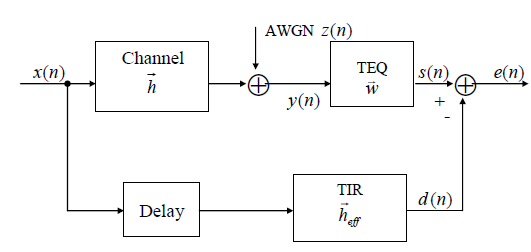 AWGN z(n)
Channel
h⃗
x(n)
TEQ
w⃗
s(n)
e(n)
y(n)
+
-
TIR
h⃗eff
d(n)
Delay